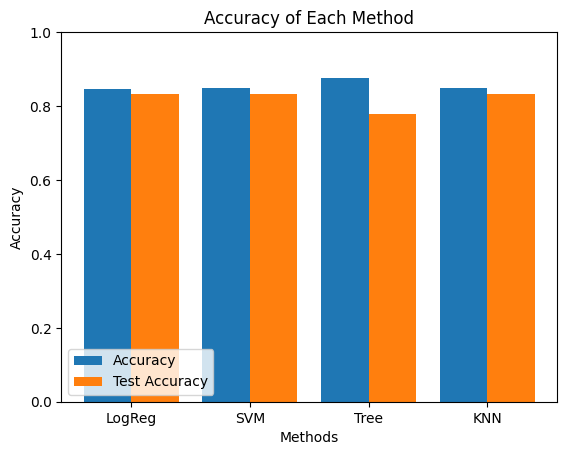 Accuracy of Each Method
1.0
0.8
0.6
0.4
0.2
0.0
Accuracy
Accuracy
Test Accuracy
LogReg SVM Tree KNN
Methods